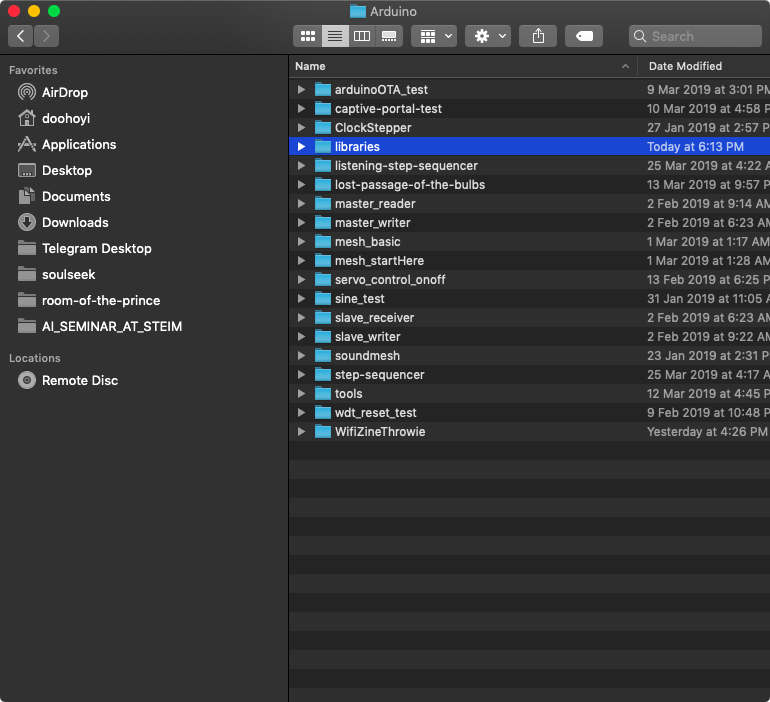 Arduino
Search
Favorites
AirDrop
doohoyi
Applications
Desktop
Documents
Downloads
Telegram Desktop
soulseek
room-of-the-prince
AI_SEMINAR_AT_STEIM
Locations
Remote Disc
Name Date Modified
arduinoOTA_test 9 Mar 2019 at 3:01 PM
captive-portal-test 10 Mar 2019 at 4:58 P
ClockStepper 27 Jan 2019 at 2:57 P
libraries Today at 6:13 PM
listening-step-sequencer 25 Mar 2019 at 4:22 A
lost-passage-of-the-bulbs 13 Mar 2019 at 9:57 P
master_reader 2 Feb 2019 at 9:14 AM
master_writer 2 Feb 2019 at 6:23 AM
mesh_basic 1 Mar 2019 at 1:17 AM
mesh_startHere 1 Mar 2019 at 1:28 AM
servo_control_onoff 13 Feb 2019 at 6:25 P
sine_test 31 Jan 2019 at 11:05 A
slave_receiver 2 Feb 2019 at 6:23 AM
slave_writer 2 Feb 2019 at 9:22 AM
soundmesh 23 Jan 2019 at 2:31 P
step-sequencer 25 Mar 2019 at 4:17 A
tools 12 Mar 2019 at 4:45 P
wdt_reset_test 9 Feb 2019 at 10:48 P
WifiZineThrowie Yesterday at 4:26 PM